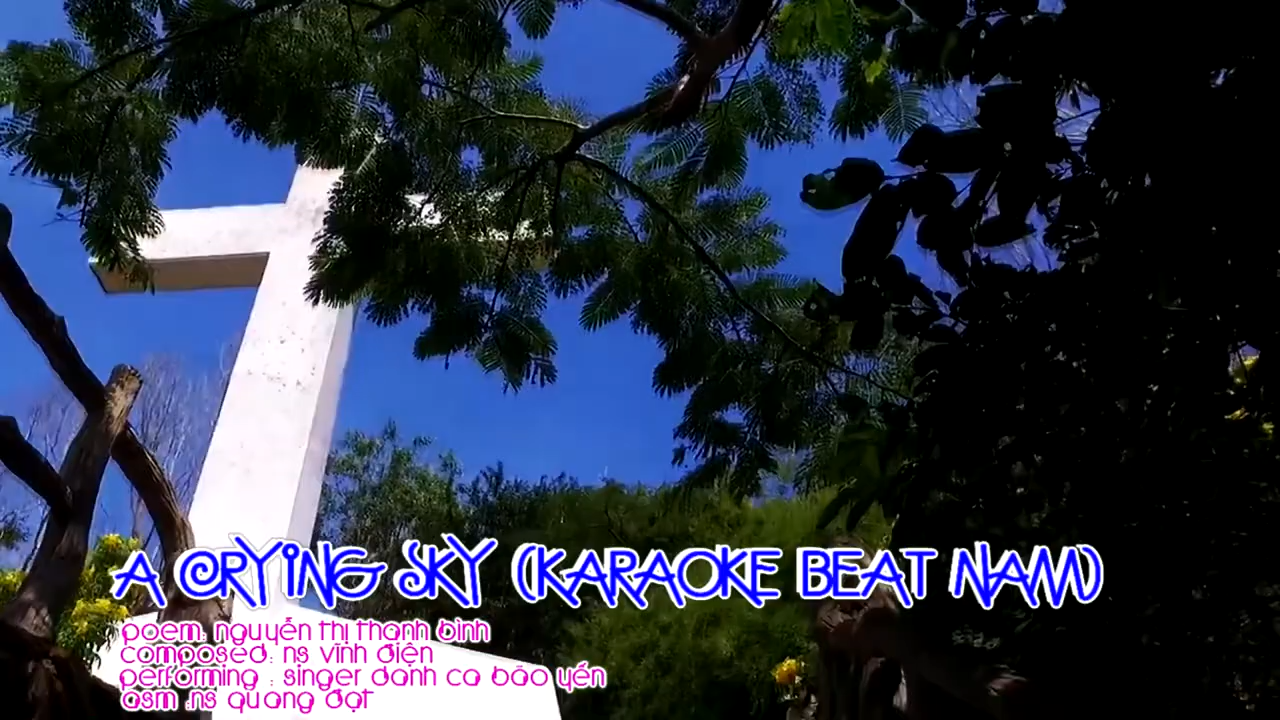 A CRYING SKY (KARAOKE BEAT NAM)
poem: nguyễn thị thanh bình
composed : ns vĩnh điện
performing : singer danh ca bảo yến
asm :ns quang đạt